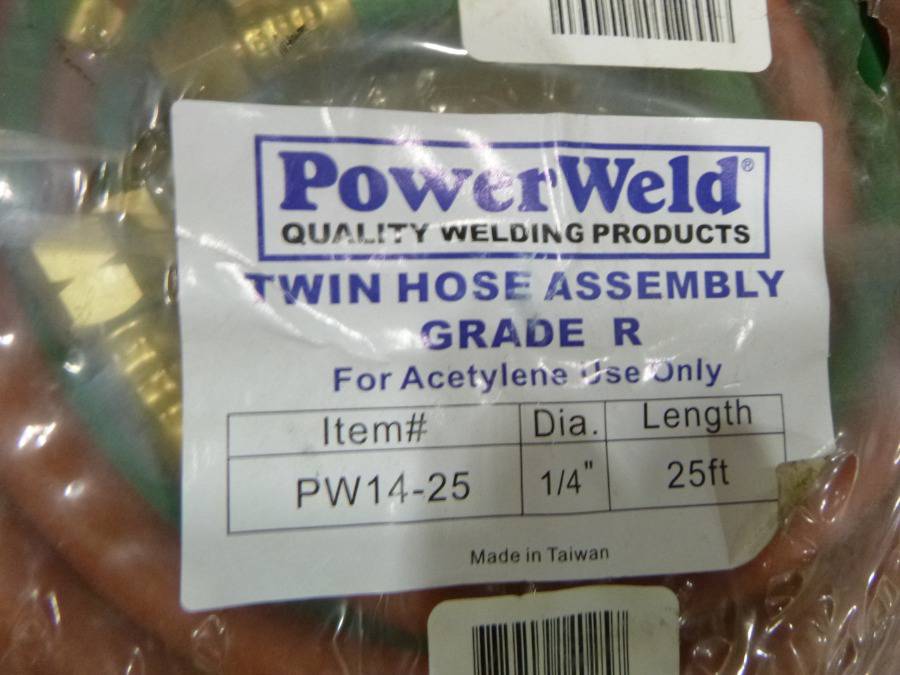 PowerWeld®
QUALITY WELDING PRODUCTS
TWIN HOSE ASSEMBLY
GRADE R
For Acetylene Use Only
Item# Dia. Length
PW14-25 1/4" 25ft
Made in Taiwan